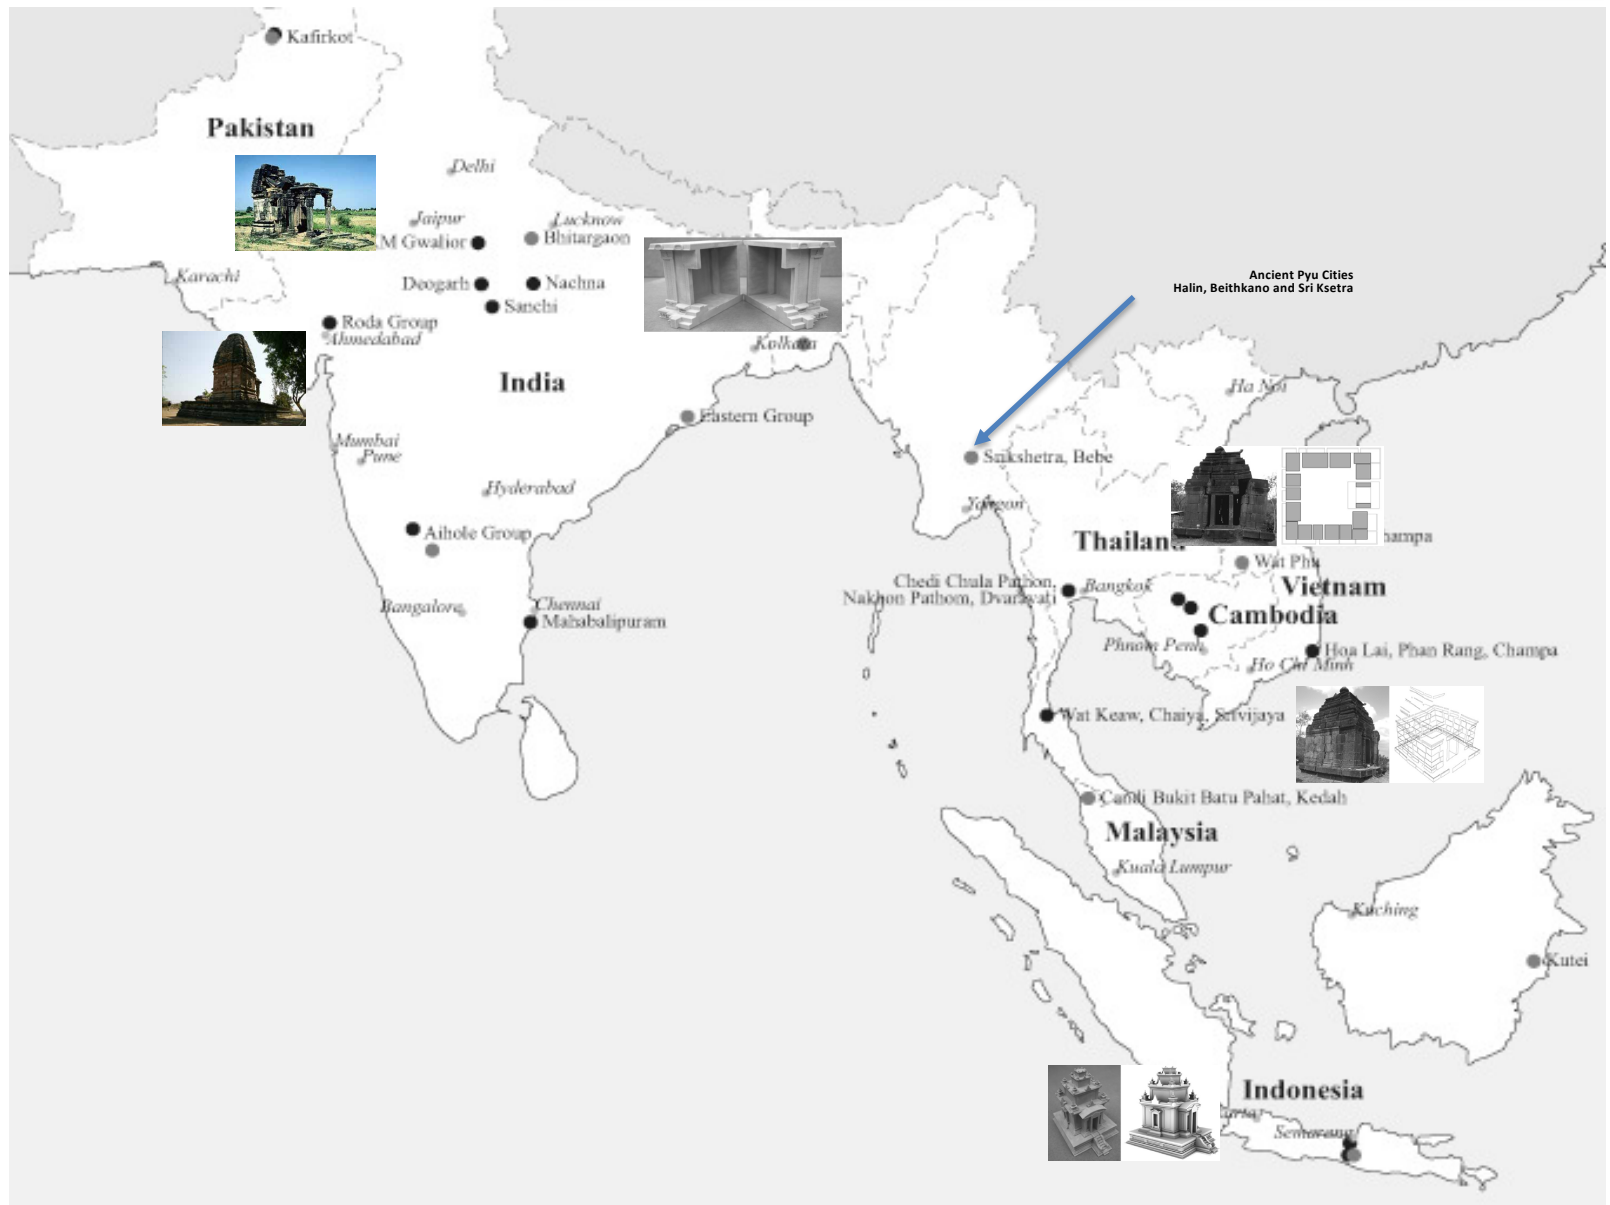 Kafirkot
Pakistan
Delhi
Jaipur
Lucknow
M Gwalior
Bhitargaon
Karachi
Deogarh
Nachna
Sanchi
Roda Group
Ahmedabad
Kolkata
India
Eastern Group
Mumbai
Pune
Hyderabad
Aihole Group
Bangalore
Chennai
Mahabalipuram
Ancient Pyu Cities
Halin, Beithkano and Sri Ksetra
Ha Noi
Srikshetra, Bebe
Yangon
Thailand
hampa
Wat Phu
Chedi Chula Pathon,
Nakhon Pathom, Dvaravati
Bangkok
Vietnam
Cambodia
Phnom Penh
Hoa Lai, Phan Rang, Champa
Ho Chi Minh
Wat Keaw, Chaiya, Srivijaya
Candi Bukit Batu Pahat, Kedah
Malaysia
Kuala Lumpur
Kuching
Kutei
Indonesia
Semarang